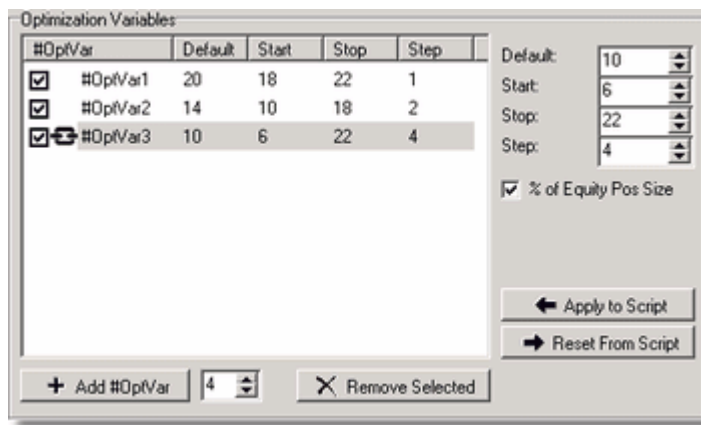 Optimization Variables
#OptVar Default Start Stop Step
#OptVar1 20 18 22 1
#OptVar2 14 10 18 2
#OptVar3 10 6 22 4
Default: 10
Start: 6
Stop: 22
Step: 4
% of Equity Pos Size
Apply to Script
Reset From Script
Add #OptVar 4 Remove Selected